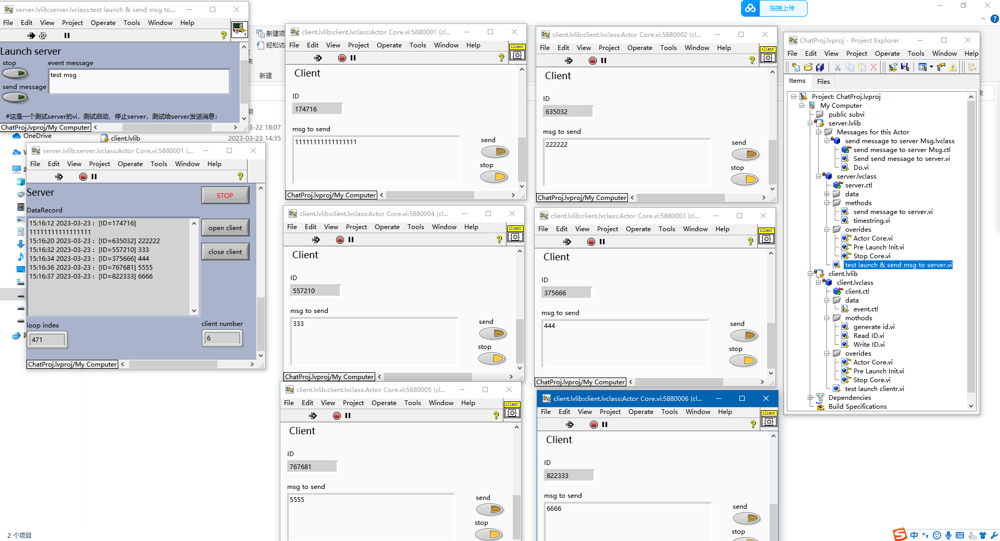 server.lvlib:server.lvclass:test launch & send msg to...
File Edit View Project Operate Tools Window Help
Launch server
stop
event message
test msg
send message
#这是一个测试server的vi，测试启动、停止server，测试给server发送消息；
ChatProj.lvproj/My Computer
拖拽上传
新建项
轻松访
新建
期
3-22 18:07
OneDrive
client.lvlib
2023-03-23 14:35
server.lvlib:server.lvclass:Actor Core.vi:5880001 (...
File Edit View Project Operate Tools Window Help
Server
STOP
DataRecord
15:16:12 2023-03-23 : [ID=174716]
11111111111111111
15:16:20 2023-03-23 : [ID=635032] 222222
15:16:32 2023-03-23 : [ID=557210] 333
15:16:34 2023-03-23 : [ID=375666] 444
15:16:36 2023-03-23 : [ID=767681] 5555
15:16:37 2023-03-23 : [ID=822333] 6666
open client
close client
loop index
471
client number
6
ChatProj.lvproj/My Computer
2 个项目
client.lvlib:client.lvclass:Actor Core.vi:5880001 (cl...
File Edit View Project Operate Tools Window Help
client
Client
ID
174716
msg to send
11111111111111111
send
stop
ChatProj.lvproj/My Computer
client.lvlib:client.lvclass:Actor Core.vi:5880002 (cl...
File Edit View Project Operate Tools Window Help
client
Client
ID
635032
msg to send
222222
send
stop
ChatProj.lvproj/My Computer
client.lvlib:client.lvclass:Actor Core.vi:5880004 (cl...
File Edit View Project Operate Tools Window Help
client
Client
ID
557210
msg to send
333
send
stop
ChatProj.lvproj/My Computer
client.lvlib:client.lvclass:Actor Core.vi:5880003 (cl...
File Edit View Project Operate Tools Window Help
client
Client
ID
375666
msg to send
444
send
stop
ChatProj.lvproj/My Computer
client.lvlib:client.lvclass:Actor Core.vi:5880005 (cl...
File Edit View Project Operate Tools Window Help
client
Client
ID
767681
msg to send
5555
send
stop
client.lvlib:client.lvclass:Actor Core.vi:5880006 (cl...
File Edit View Project Operate Tools Window Help
client
Client
ID
822333
msg to send
6666
send
stop
ChatProj.lvproj - Project Explorer
File Edit View Project Operate Tools Window Help
Items Files
Project: ChatProj.lvproj
My Computer
public subvi
server.lvlib
Messages for this Actor
send message to server Msg.lvclass
send message to server Msg.ctl
Send send message to server.vi
Do.vi
server.lvclass
server.ctl
data
methods
send message to server.vi
timestring.vi
overides
Actor Core.vi
Pre Launch Init.vi
Stop Core.vi
test launch & send msg to server.vi
client.lvlib
client.lvclass
client.ctl
data
event.ctl
mothods
generate id.vi
Read ID.vi
Write ID.vi
overides
Actor Core.vi
Pre Launch Init.vi
Stop Core.vi
test launch clientr.vi
Dependencies
Build Specifications
中